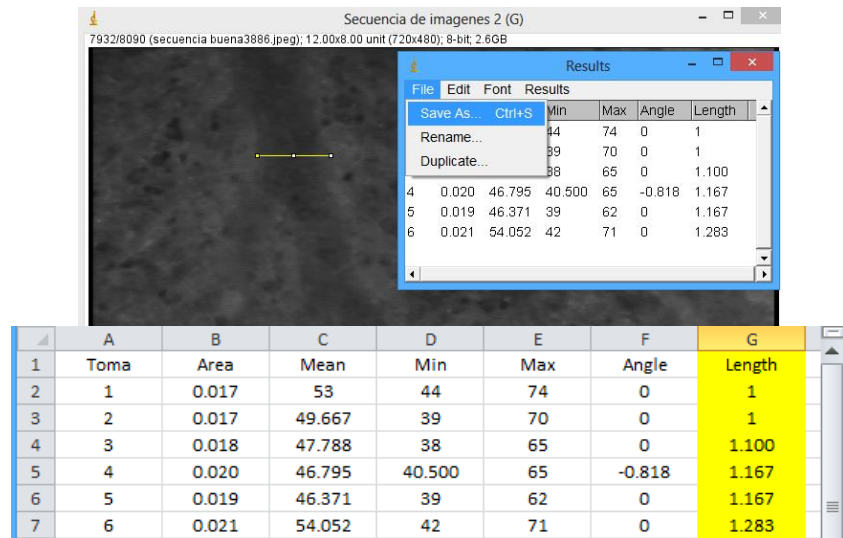 Secuencia de imagenes 2 (G)
7932/8090 (secuencia buena3886.jpeg); 12.00x8.00 unit (720x480); 8-bit; 2.6GB
Results
File Edit Font Results
Save As... Ctrl+S
Rename...
Duplicate...
Min Max Angle Length
44 74 0 1
39 70 0 1
38 65 0 1.100
4 0.020 46.795 40.500 65 -0.818 1.167
5 0.019 46.371 39 62 0 1.167
6 0.021 54.052 42 71 0 1.283
A B C D E F G
1 Toma Area Mean Min Max Angle Length
2 1 0.017 53 44 74 0 1
3 2 0.017 49.667 39 70 0 1
4 3 0.018 47.788 38 65 0 1.100
5 4 0.020 46.795 40.500 65 -0.818 1.167
6 5 0.019 46.371 39 62 0 1.167
7 6 0.021 54.052 42 71 0 1.283